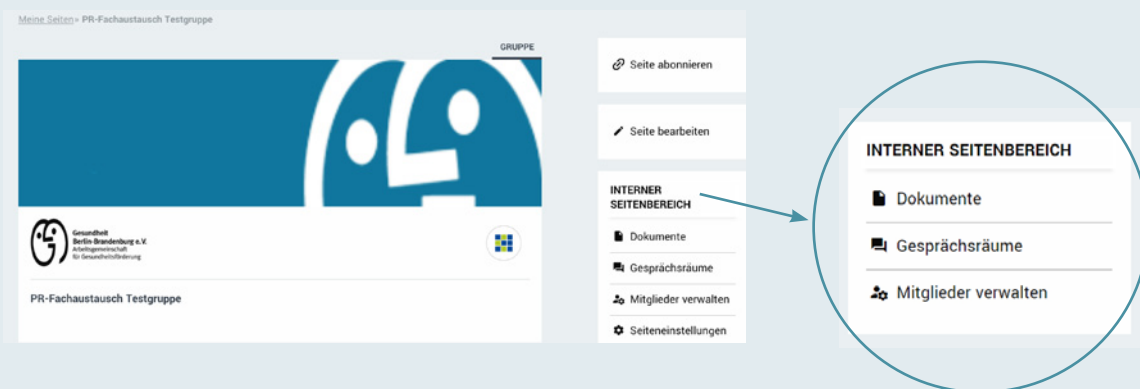 Meine Seiten» PR-Fachaustausch Testgruppe
GRUPPE
Gesundheit
Berlin-Brandenburg e.V.
Arbeitsgemeinschaft
für Gesundheitsförderung
PR-Fachaustausch Testgruppe
Seite abonnieren
Seite bearbeiten
INTERNER
SEITENBEREICH
Dokumente
Gesprächsräume
Mitglieder verwalten
Seiteneinstellungen
INTERNER SEITENBEREICH
Dokumente
Gesprächsräume
Mitglieder verwalten